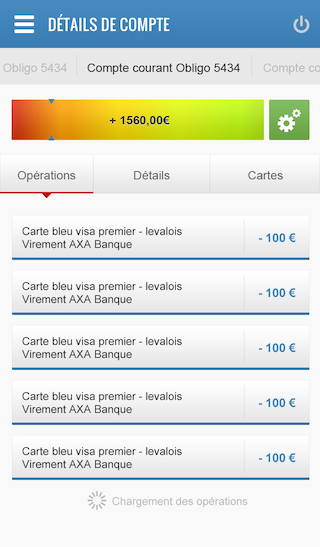 DÉTAILS DE COMPTE
Obligo 5434 Compte courant Obligo 5434 Compte co
+ 1560,00€
Opérations Détails Cartes
Carte bleu visa premier - levalois
Virement AXA Banque
- 100 €
Carte bleu visa premier - levalois
Virement AXA Banque
- 100 €
Carte bleu visa premier - levalois
Virement AXA Banque
- 100 €
Carte bleu visa premier - levalois
Virement AXA Banque
- 100 €
Carte bleu visa premier - levalois
Virement AXA Banque
- 100 €
Chargement des opérations